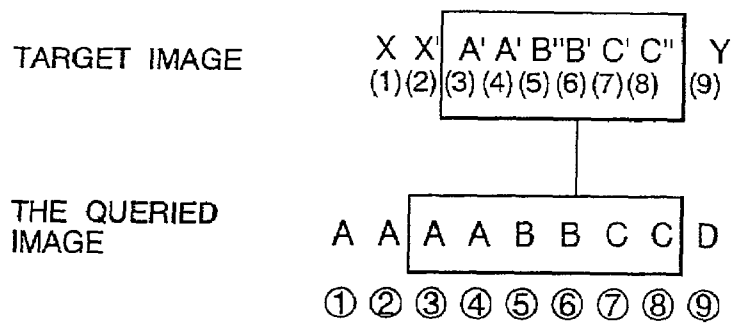 TARGET IMAGE
X X' A' A' B" B' C' C" Y
(1) (2) (3) (4) (5) (6) (7) (8) (9)
THE QUERIED
IMAGE
A A A A B B C C D
① ② ③ ④ ⑤ ⑥ ⑦ ⑧ ⑨